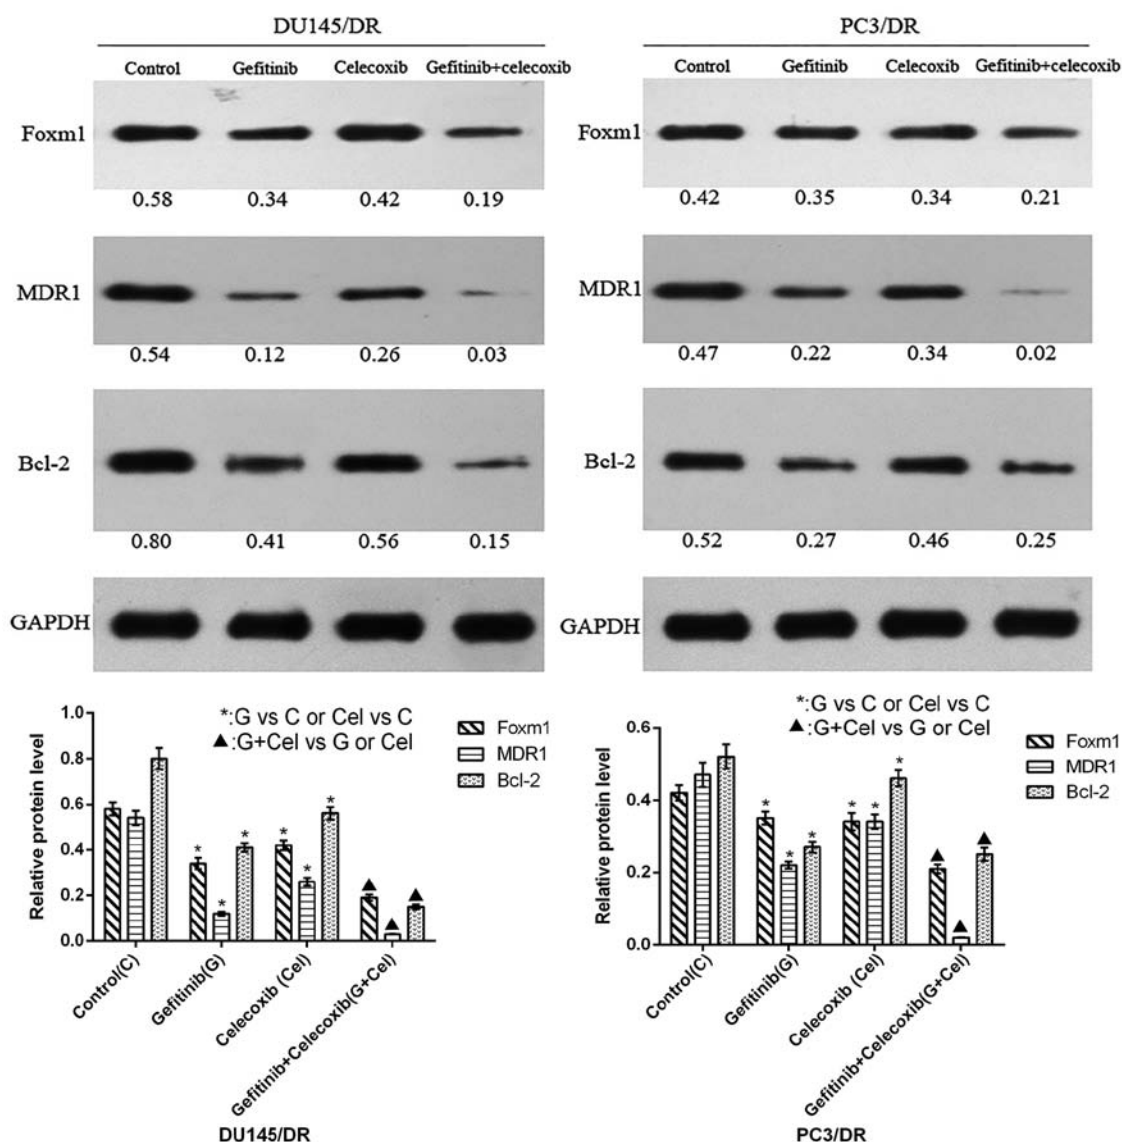 DU145/DR
Control Gefitinib Celecoxib Gefitinib+celecoxib
Foxm1
0.58 0.34 0.42 0.19
MDR1
0.54 0.12 0.26 0.03
Bcl-2
0.80 0.41 0.56 0.15
GAPDH
PC3/DR
Control Gefitinib Celecoxib Gefitinib+celecoxib
Foxm1
0.42 0.35 0.34 0.21
MDR1
0.47 0.22 0.34 0.02
Bcl-2
0.52 0.27 0.46 0.25
GAPDH
*:G vs C or Cel vs C
▲:G+Cel vs G or Cel
Foxm1
MDR1
Bcl-2
Relative protein level
1.0
0.8
0.6
0.4
0.2
0.0
Control(C)
Gefitinib(G)
Celecoxib (Cel)
Gefitinib+Celecoxib(G+Cel)
DU145/DR
*:G vs C or Cel vs C
▲:G+Cel vs G or Cel
Foxm1
MDR1
Bcl-2
Relative protein level
0.6
0.4
0.2
0.0
Control(C)
Gefitinib(G)
Celecoxib (Cel)
Gefitinib+Celecoxib(G+Cel)
PC3/DR